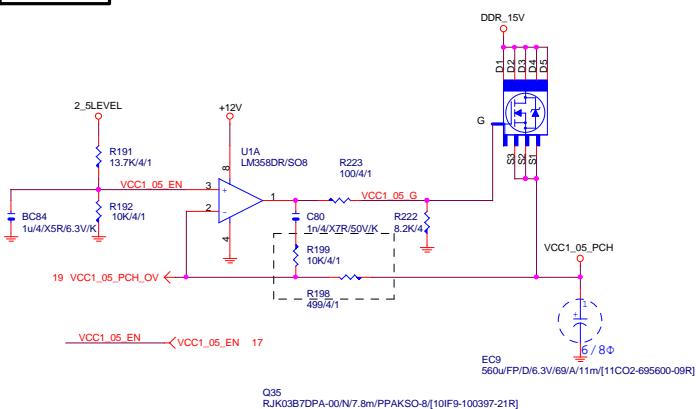 DDR_15V
D1
D2
D3
D4
D5
G
S3
S2
S1
2_5LEVEL
+12V
R191
13.7K/4/1
U1A
LM358DR/SO8
8
R223
100/4/1
VCC1_05_EN
3
+
1
VCC1_05_G
2
-
4
BC84
1u/4/X5R/6.3V/K
R192
10K/4/1
C80
1n/4/X7R/50V/K
R222
8.2K/4
R199
10K/4/1
VCC1_05_PCH
19 VCC1_05_PCH_OV
R198
499/4/1
1
+
6/8Φ
VCC1_05_EN
VCC1_05_EN 17
EC9
560u/FP/D/6.3V/69/A/11m/[11CO2-695600-09R]
Q35
RJK03B7DPA-00/N/7.8m/PPAKSO-8/[10IF9-100397-21R]